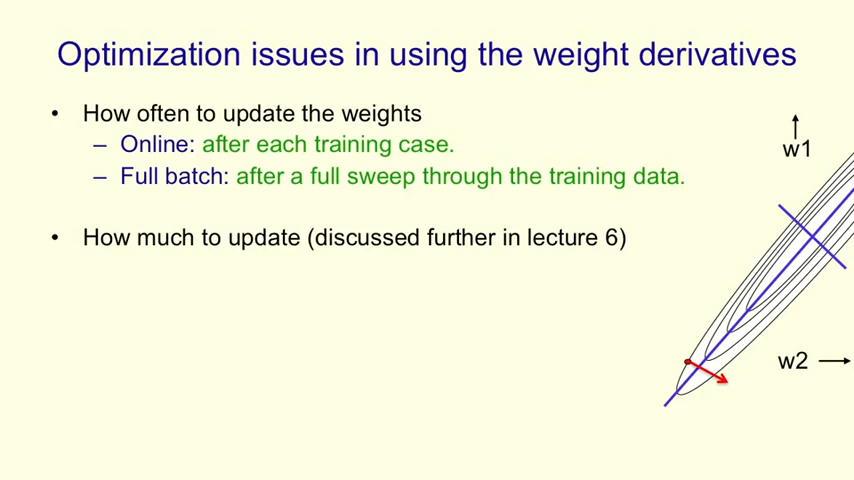 Optimization issues in using the weight derivatives
• How often to update the weights
– Online: after each training case.
– Full batch: after a full sweep through the training data.
• How much to update (discussed further in lecture 6)
w1
w2